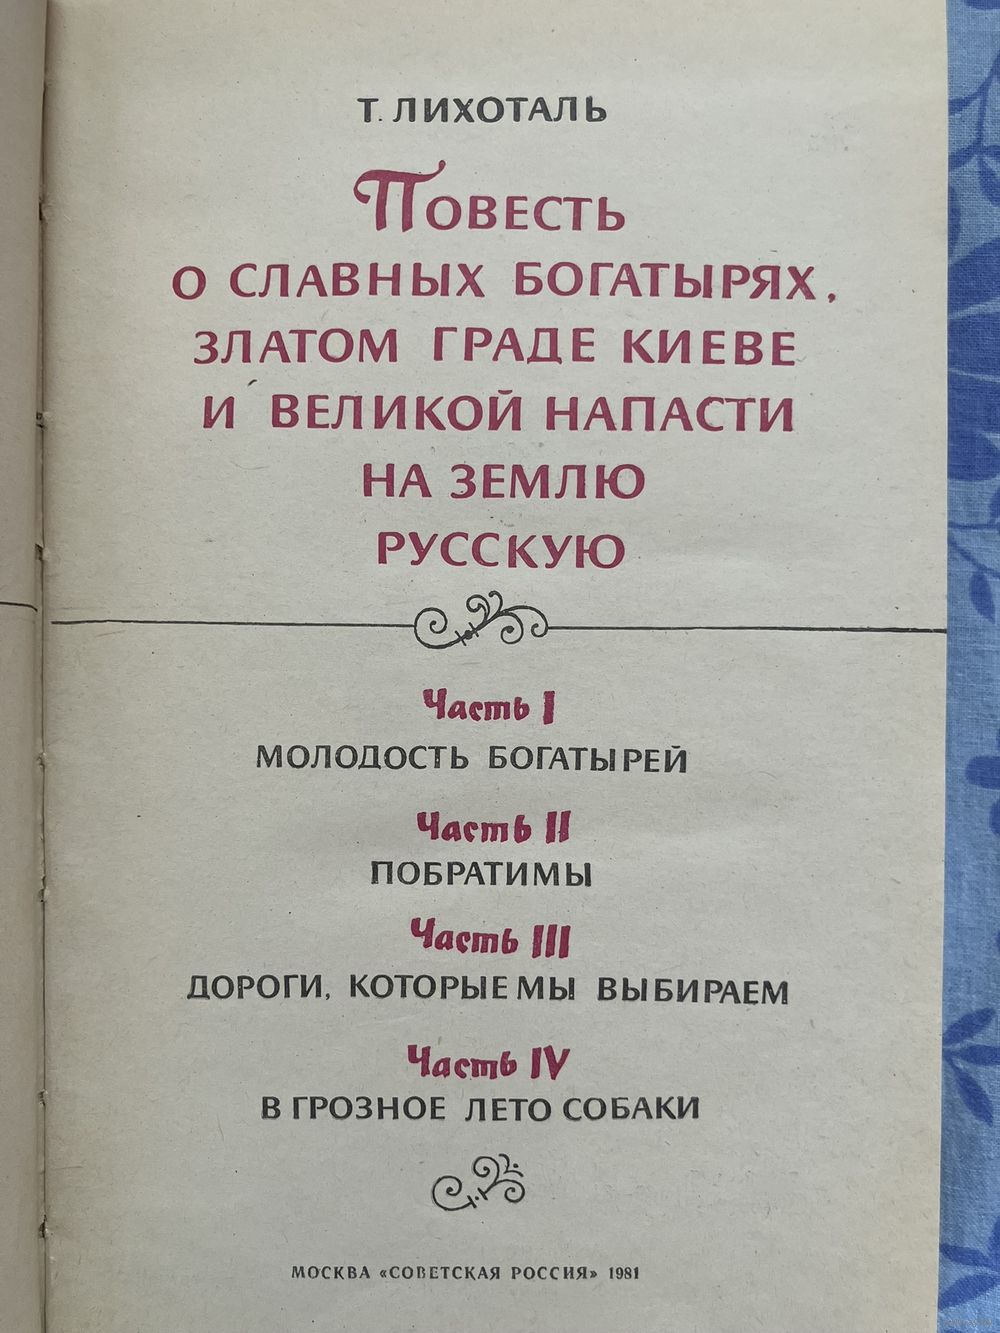 Т. ЛИХОТАЛЬ
ПОВЕСТЬ
О СЛАВНЫХ БОГАТЫРЯХ,
ЗЛАТОМ ГРАДЕ КИЕВЕ
И ВЕЛИКОЙ НАПАСТИ
НА ЗЕМЛЮ
РУССКУЮ
Часть I
МОЛОДОСТЬ БОГАТЫРЕЙ
Часть II
ПОБРАТИМЫ
Часть III
ДОРОГИ, КОТОРЫЕ МЫ ВЫБИРАЕМ
Часть IV
В ГРОЗНОЕ ЛЕТО СОБАКИ
МОСКВА «СОВЕТСКАЯ РОССИЯ» 1981